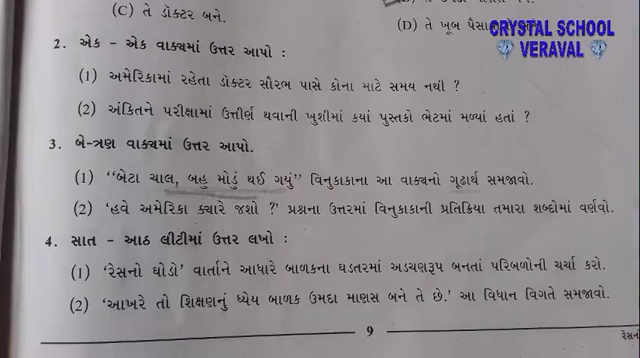 (C) તે ડૉક્ટર બને.
(D) તે ખૂબ પૈસા
CRYSTAL SCHOOL
VERAVAL
2. એક - એક વાક્યમાં ઉત્તર આપો :
(1) અમેરિકામાં રહેતા ડૉક્ટર સૌરભ પાસે કોના માટે સમય નથી ?
(2) અંકિતને પરીક્ષામાં ઉત્તીર્ણ થવાની ખુશીમાં કયાં પુસ્તકો ભેટમાં મળ્યાં હતાં ?
3. બે-ત્રણ વાક્યમાં ઉત્તર આપો.
(1) “બેટા ચાલ, બહુ મોડું થઈ ગયું” વિનુકાકાના આ વાક્યનો ગૂઢાર્થ સમજાવો.
(2) ‘હવે અમેરિકા ક્યારે જશો ?’ પ્રશ્નના ઉત્તરમાં વિનુકાકાની પ્રતિક્રિયા તમારા શબ્દોમાં વર્ણવો.
4. સાત - આઠ લીટીમાં ઉત્તર લખો :
(1) ‘રેસનો ઘોડો’ વાર્તાને આધારે બાળકના ઘડતરમાં અડચણરૂપ બનતાં પરિબળોની ચર્ચા કરો.
(2) ‘આખરે તો શિક્ષણનું ધ્યેય બાળક ઉમદા માણસ બને તે છે.’ આ વિધાન વિગતે સમજાવો.
9
રેસનો